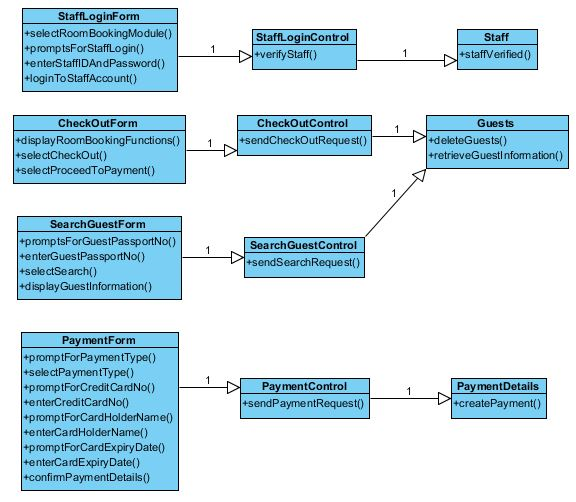 StaffLoginForm
+selectRoomBookingModule()
+promptsForStaffLogin()
+enterStaffIDAndPassword()
+loginToStaffAccount()
1
StaffLoginControl
+verifyStaff()
1
Staff
+staffVerified()
CheckOutForm
+displayRoomBookingFunctions()
+selectCheckOut()
+selectProceedToPayment()
1
CheckOutControl
+sendCheckOutRequest()
1
Guests
+deleteGuests()
+retrieveGuestInformation()
SearchGuestForm
+promptsForGuestPassportNo()
+enterGuestPassportNo()
+selectSearch()
+displayGuestInformation()
1
SearchGuestControl
+sendSearchRequest()
1
PaymentForm
+promptForPaymentType()
+selectPaymentType()
+promptForCreditCardNo()
+enterCreditCardNo()
+promptForCardHolderName()
+enterCardHolderName()
+promptForCardExpiryDate()
+enterCardExpiryDate()
+confirmPaymentDetails()
1
PaymentControl
+sendPaymentRequest()
1
PaymentDetails
+createPayment()